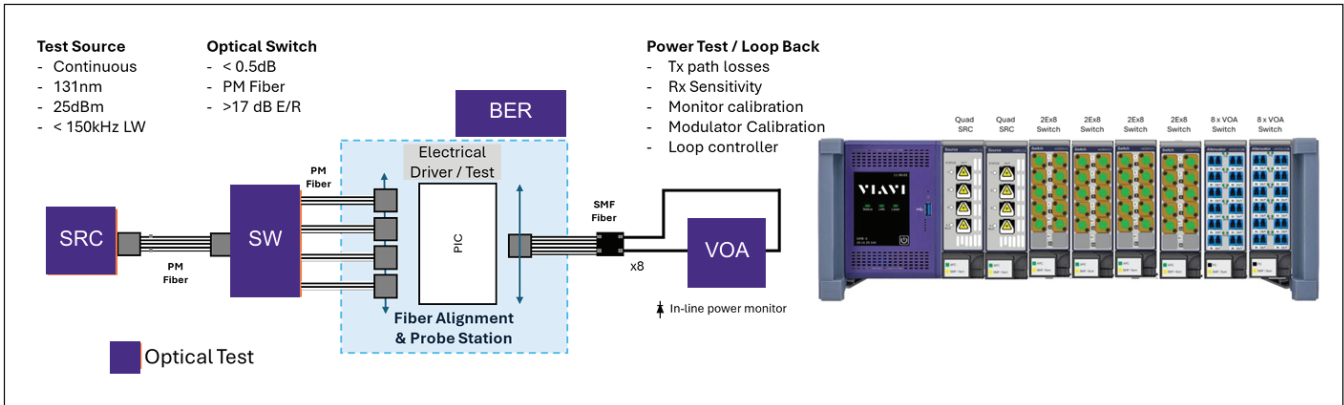 Test Source
- Continuous
- 131nm
- 25dBm
- < 150kHz LW
Optical Switch
- < 0.5dB
- PM Fiber
- >17 dB E/R
Power Test / Loop Back
- Tx path losses
- Rx Sensitivity
- Monitor calibration
- Modulator Calibration
- Loop controller
BER
Electrical
Driver / Test
PM
Fiber
SRC
PM
Fiber
SW
PIC
SMF
Fiber
x8
VOA
In-line power monitor
Fiber Alignment
& Probe Station
Optical Test
Quad
SRC
Quad
SRC
2Ex8
Switch
2Ex8
Switch
2Ex8
Switch
2Ex8
Switch
8 x VOA
Switch
8 x VOA
Switch
VIAVI